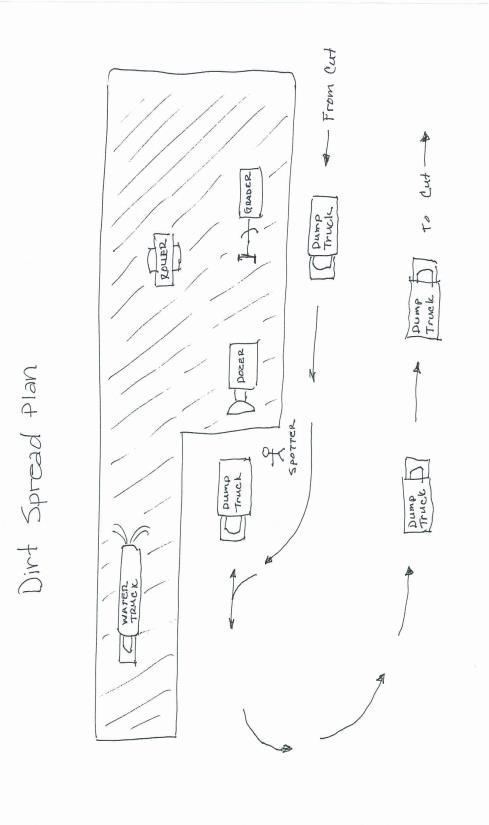 Dirt Spread Plan
WATER
TRUCK
ROLLER
GRADER
DOZER
Dump
Truck
SPOTTER
Dump
Truck
From Cut
Dump
Truck
Dump
Truck
To Cut